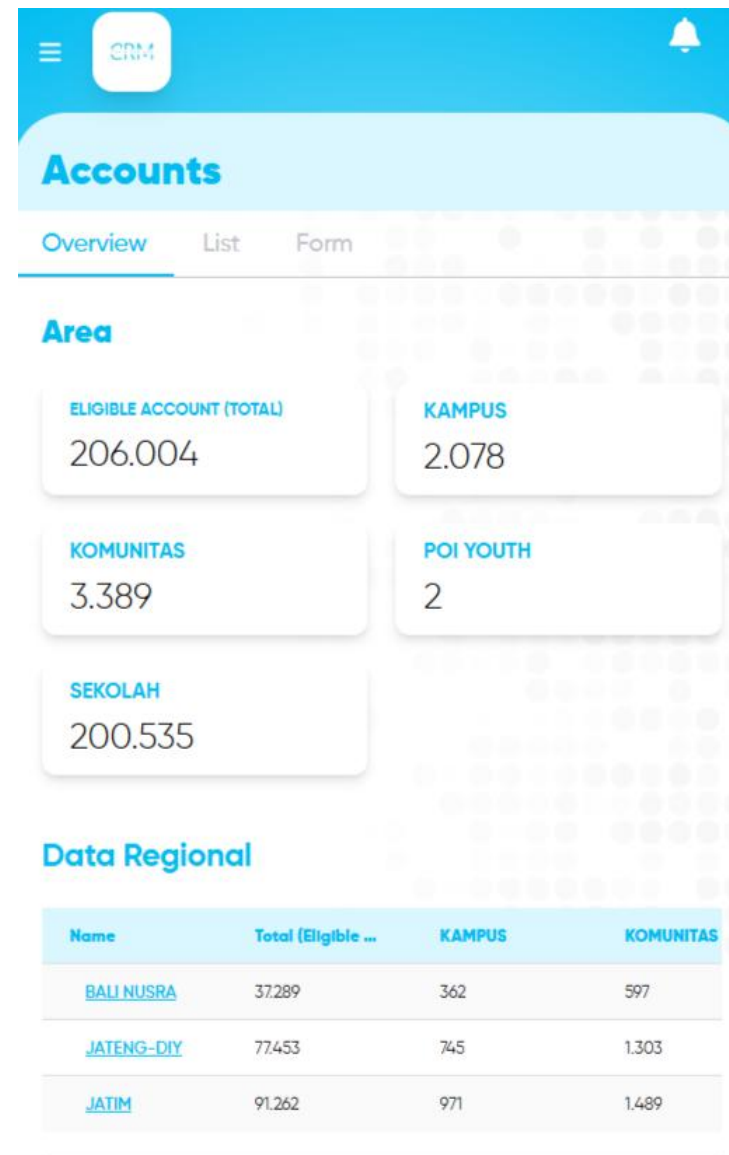 CRM
Accounts
Overview List Form
Area
ELIGIBLE ACCOUNT (TOTAL) KAMPUS
206.004 2.078
KOMUNITAS POI YOUTH
3.389 2
SEKOLAH
200.535
Data Regional
Name Total (Eligible ... KAMPUS KOMUNITAS
BALI NUSRA 37.289 362 597
JATENG-DIY 77.453 745 1.303
JATIM 91.262 971 1.489